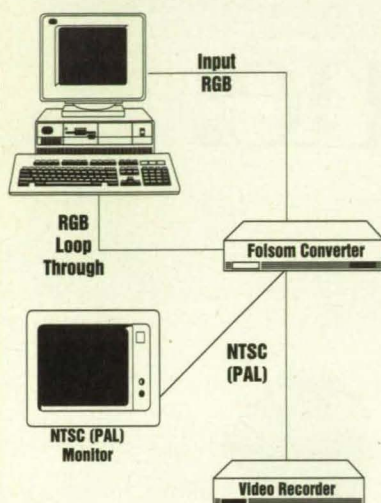 Input
RGB
RGB
Loop
Through
Folsom Converter
NTSC
(PAL)
NTSC (PAL)
Monitor
Video Recorder